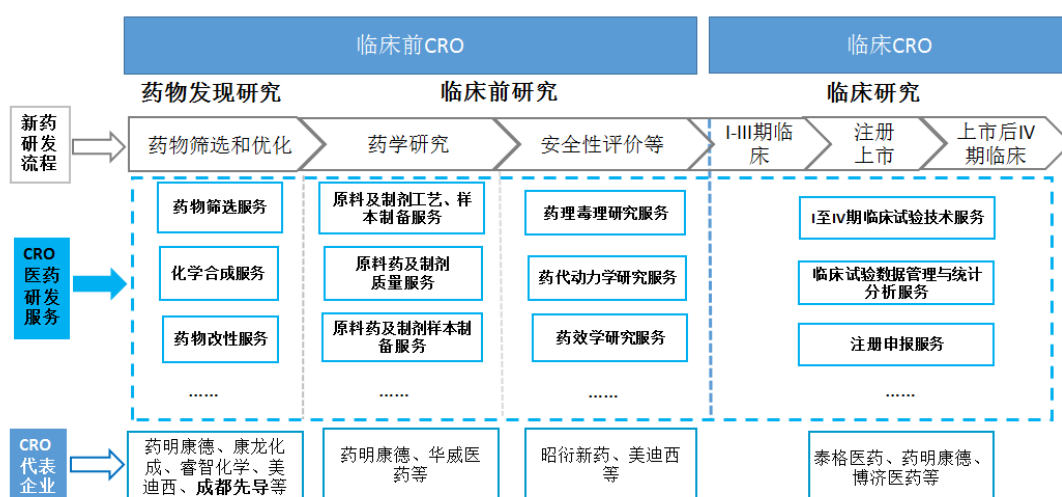 临床前CRO
临床CRO
药物发现研究
临床前研究
临床研究
新药
研发
流程
药物筛选和优化
药学研究
安全性评价等
I-III期临
床
注册
上市
上市后IV
期临床
CRO
医药
研发
服务
药物筛选服务
化学合成服务
药物改性服务
……
原料及制剂工艺、样
本制备服务
原料药及制剂
质量服务
原料药及制剂样本制
备服务
……
药理毒理研究服务
药代动力学研究服务
药效学研究服务
……
I至IV期临床试验技术服务
临床试验数据管理与统计
分析服务
注册申报服务
……
CRO
代表
企业
药明康德、康龙化
成、睿智化学、美
迪西、成都先导等
药明康德、华威医
药等
昭衍新药、美迪西
等
泰格医药、药明康德、
博济医药等